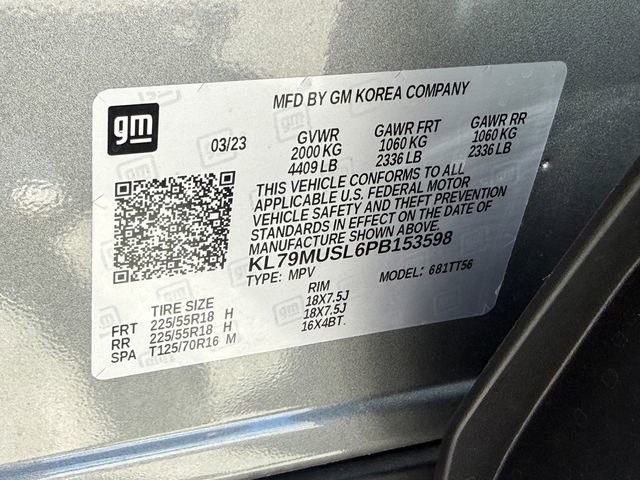 MFD BY GM KOREA COMPANY
gm
03/23
GVWR
2000 KG
4409 LB
GAWR FRT
1060 KG
2336 LB
GAWR RR
1060 KG
2336 LB
THIS VEHICLE CONFORMS TO ALL
APPLICABLE U.S. FEDERAL MOTOR
VEHICLE SAFETY AND THEFT PREVENTION
STANDARDS IN EFFECT ON THE DATE OF
MANUFACTURE SHOWN ABOVE.
KL79MUSL6PB153598
TYPE: MPV
MODEL: 681TT56
TIRE SIZE
RIM
FRT 225/55R18 H 18X7.5J
RR 225/55R18 H 18X7.5J
SPA T125/70R16 M 16X4BT.